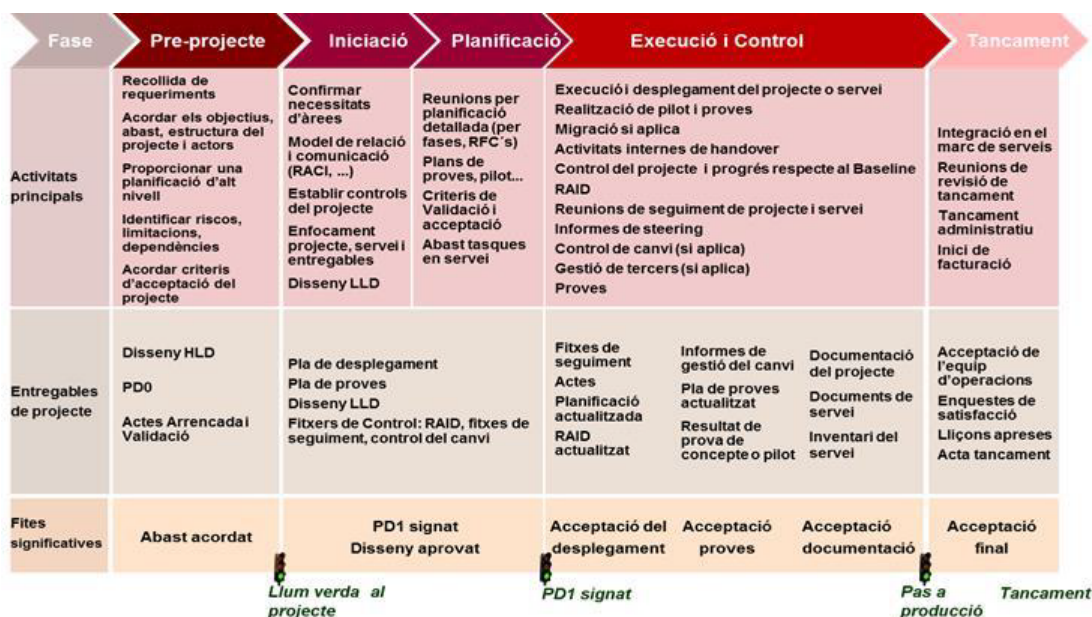 Fase
Pre-projecte
Iniciació
Planificació
Execució i Control
Tancament
Activitats
principals
Recollida de
requeriments
Acordar els objectius,
abast, estructura del
projecte i actors
Proporcionar una
planificació d'alt
nivell
Identificar riscos,
limitacions,
dependències
Acordar criteris
d'acceptació del
projecte
Confirmar
necessitats
d'àrees
Model de relació
i comunicació
(RACI, ...)
Establir controls
del projecte
Enfocament
projecte, servei i
entregables
Disseny LLD
Reunions per
planificació
detallada (per
fases, RFC´s)
Plans de
proves, pilot...
Criteris de
Validació i
acceptació
Abast tasques
en servei
Execució i desplegament del projecte o servei
Realització de pilot i proves
Migració si aplica
Activitats internes de handover
Control del projecte i progrés respecte al Baseline
RAID
Reunions de seguiment de projecte i servei
Informes de steering
Control de canvi (si aplica)
Gestió de tercers (si aplica)
Proves
Integració en el
marc de serveis
Reunions de
revisió de
tancament
Tancament
administratiu
Inici de
facturació
Entregables
de projecte
Disseny HLD
PD0
Actes Arrencada i
Validació
Pla de desplegament
Pla de proves
Disseny LLD
Fitxers de Control: RAID, fitxes de
seguiment, control del canvi
Fitxes de
seguiment
Actes
Planificació
actualitzada
RAID
actualitzat
Informes de
gestió del canvi
Pla de proves
actualitzat
Resultat de
prova de
concepte o pilot
Documentació
del projecte
Documents de
servei
Inventari del
servei
Acceptació de
l'equip
d'operacions
Enquestes de
satisfacció
Lliçons apreses
Acta tancament
Fites
significatives
Abast acordat
PD1 signat
Disseny aprovat
Acceptació del
desplegament
Acceptació
proves
Acceptació
documentació
Acceptació
final
Llum verda al
projecte
PD1 signat
Pas a
producció
Tancament